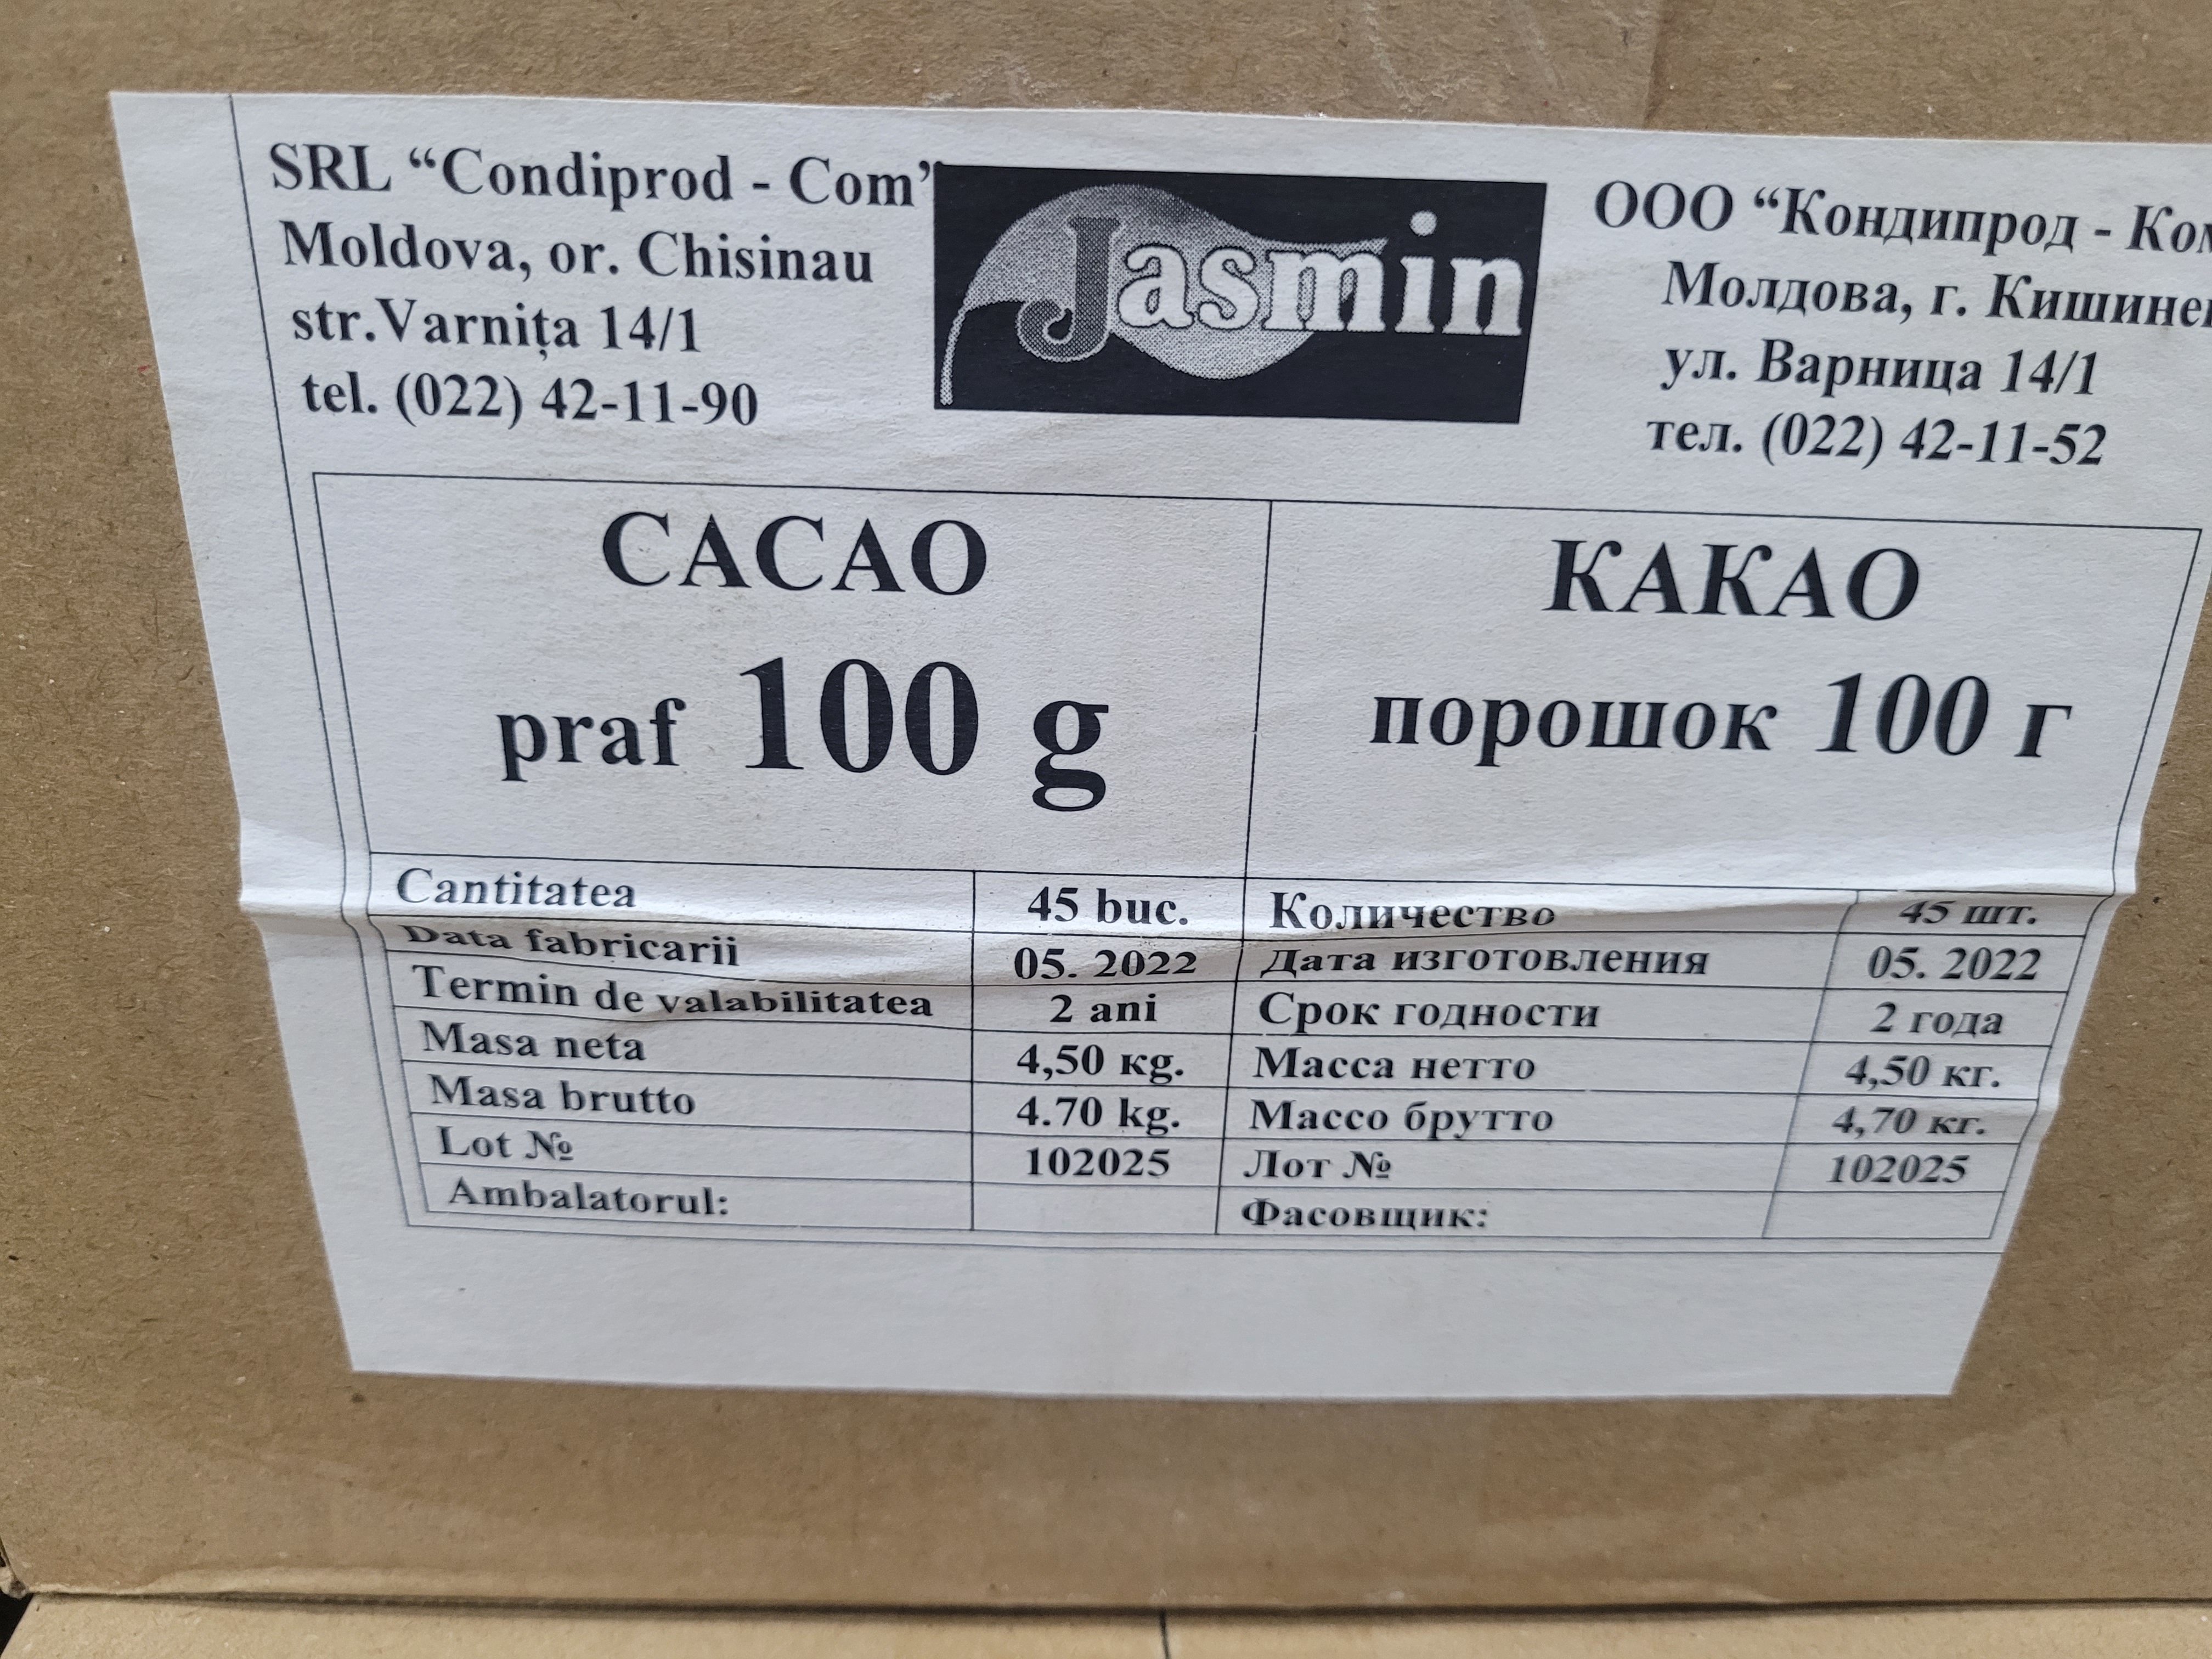 SRL “Condiprod - Com”
Moldova, or. Chisinau
str.Varnița 14/1
tel. (022) 42-11-90
Jasmin
ООО “Кондипрод -
Молдова, г.
ул. Варница 14/1
тел. (022) 42-11-52
CACAO
praf 100 g
КАКАО
порошок 100 г
Cantitatea 45 buc. Количество 45 шт.
Data fabricarii 05. 2022 Дата изготовления 05. 2022
Termin de valabilitatea 2 ani Срок годности 2 года
Masa neta 4,50 кg. Масса нетто 4,50 кг.
Masa brutto 4.70 kg. Массо брутто 4,70 кг.
Lot № 102025 Лот № 102025
Ambalatorul: Фасовщик: